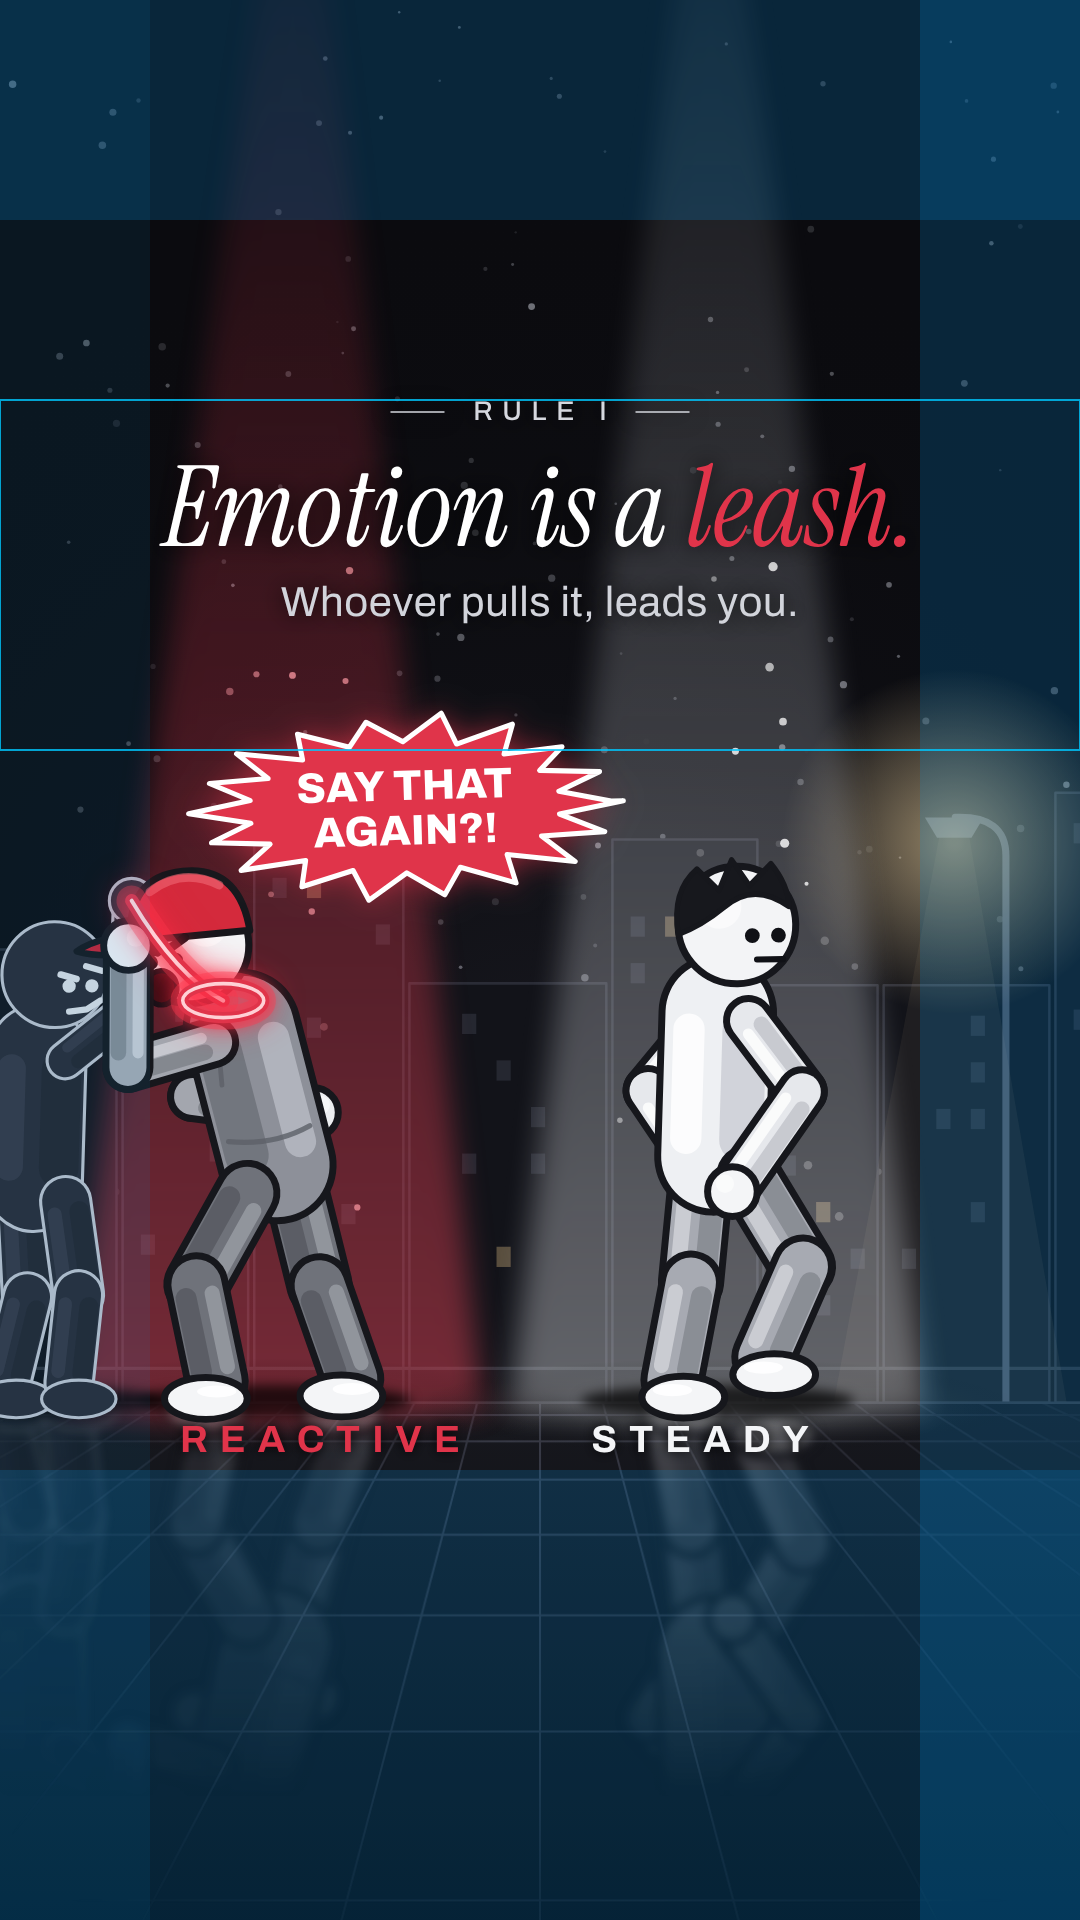 RULE I
Emotion is a leash.
Whoever pulls it, leads you.
SAY THAT
AGAIN?!
REACTIVE
STEADY